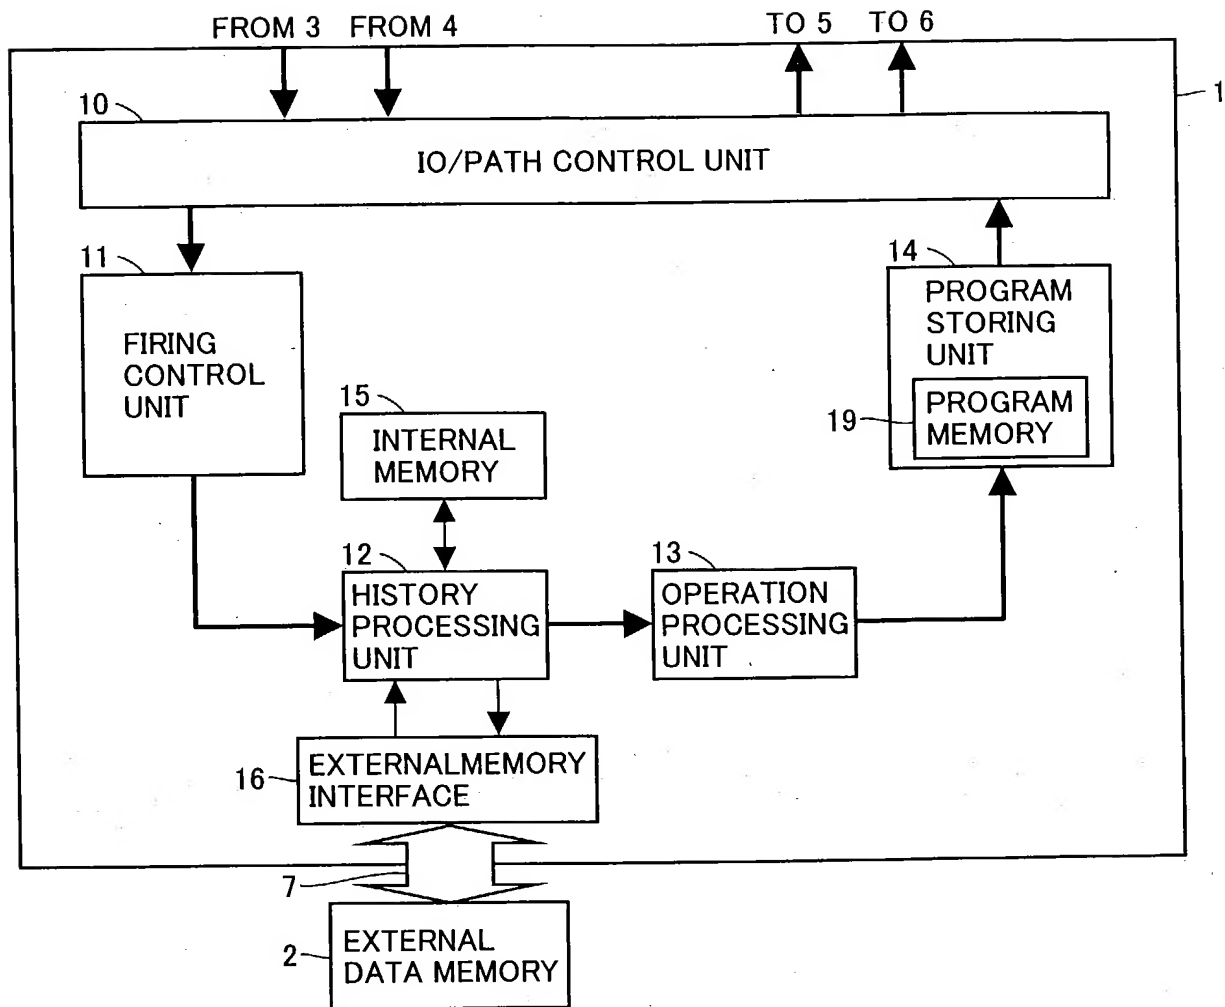 FROM 3 FROM 4 TO 5 TO 6
1
10
IO/PATH CONTROL UNIT
11
FIRING
CONTROL
UNIT
14
PROGRAM
STORING
UNIT
19
PROGRAM
MEMORY
15
INTERNAL
MEMORY
12
HISTORY
PROCESSING
UNIT
13
OPERATION
PROCESSING
UNIT
16
EXTERNALMEMORY
INTERFACE
7
2
EXTERNAL
DATA MEMORY